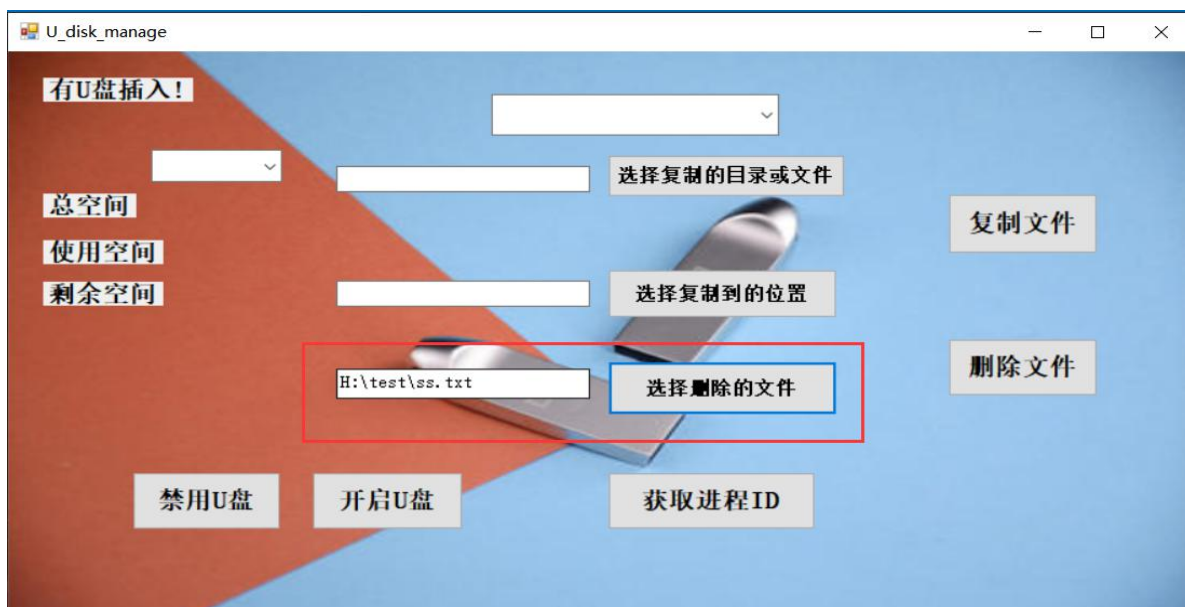 U_disk_manage
有U盘插入!
选择复制的目录或文件
总空间
复制文件
使用空间
剩余空间
选择复制到的位置
H:\test\ss.txt
选择删除的文件
删除文件
禁用U盘
开启U盘
获取进程ID